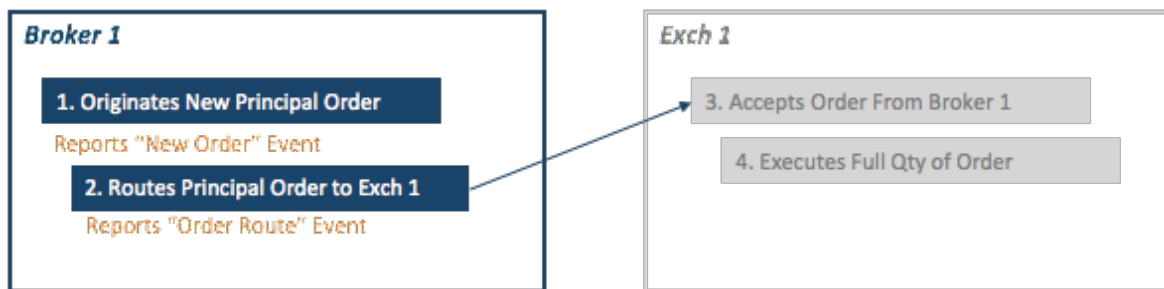 Broker 1
1. Originates New Principal Order
Reports "New Order" Event
2. Routes Principal Order to Exch 1
Reports "Order Route" Event
Exch 1
3. Accepts Order From Broker 1
4. Executes Full Qty of Order